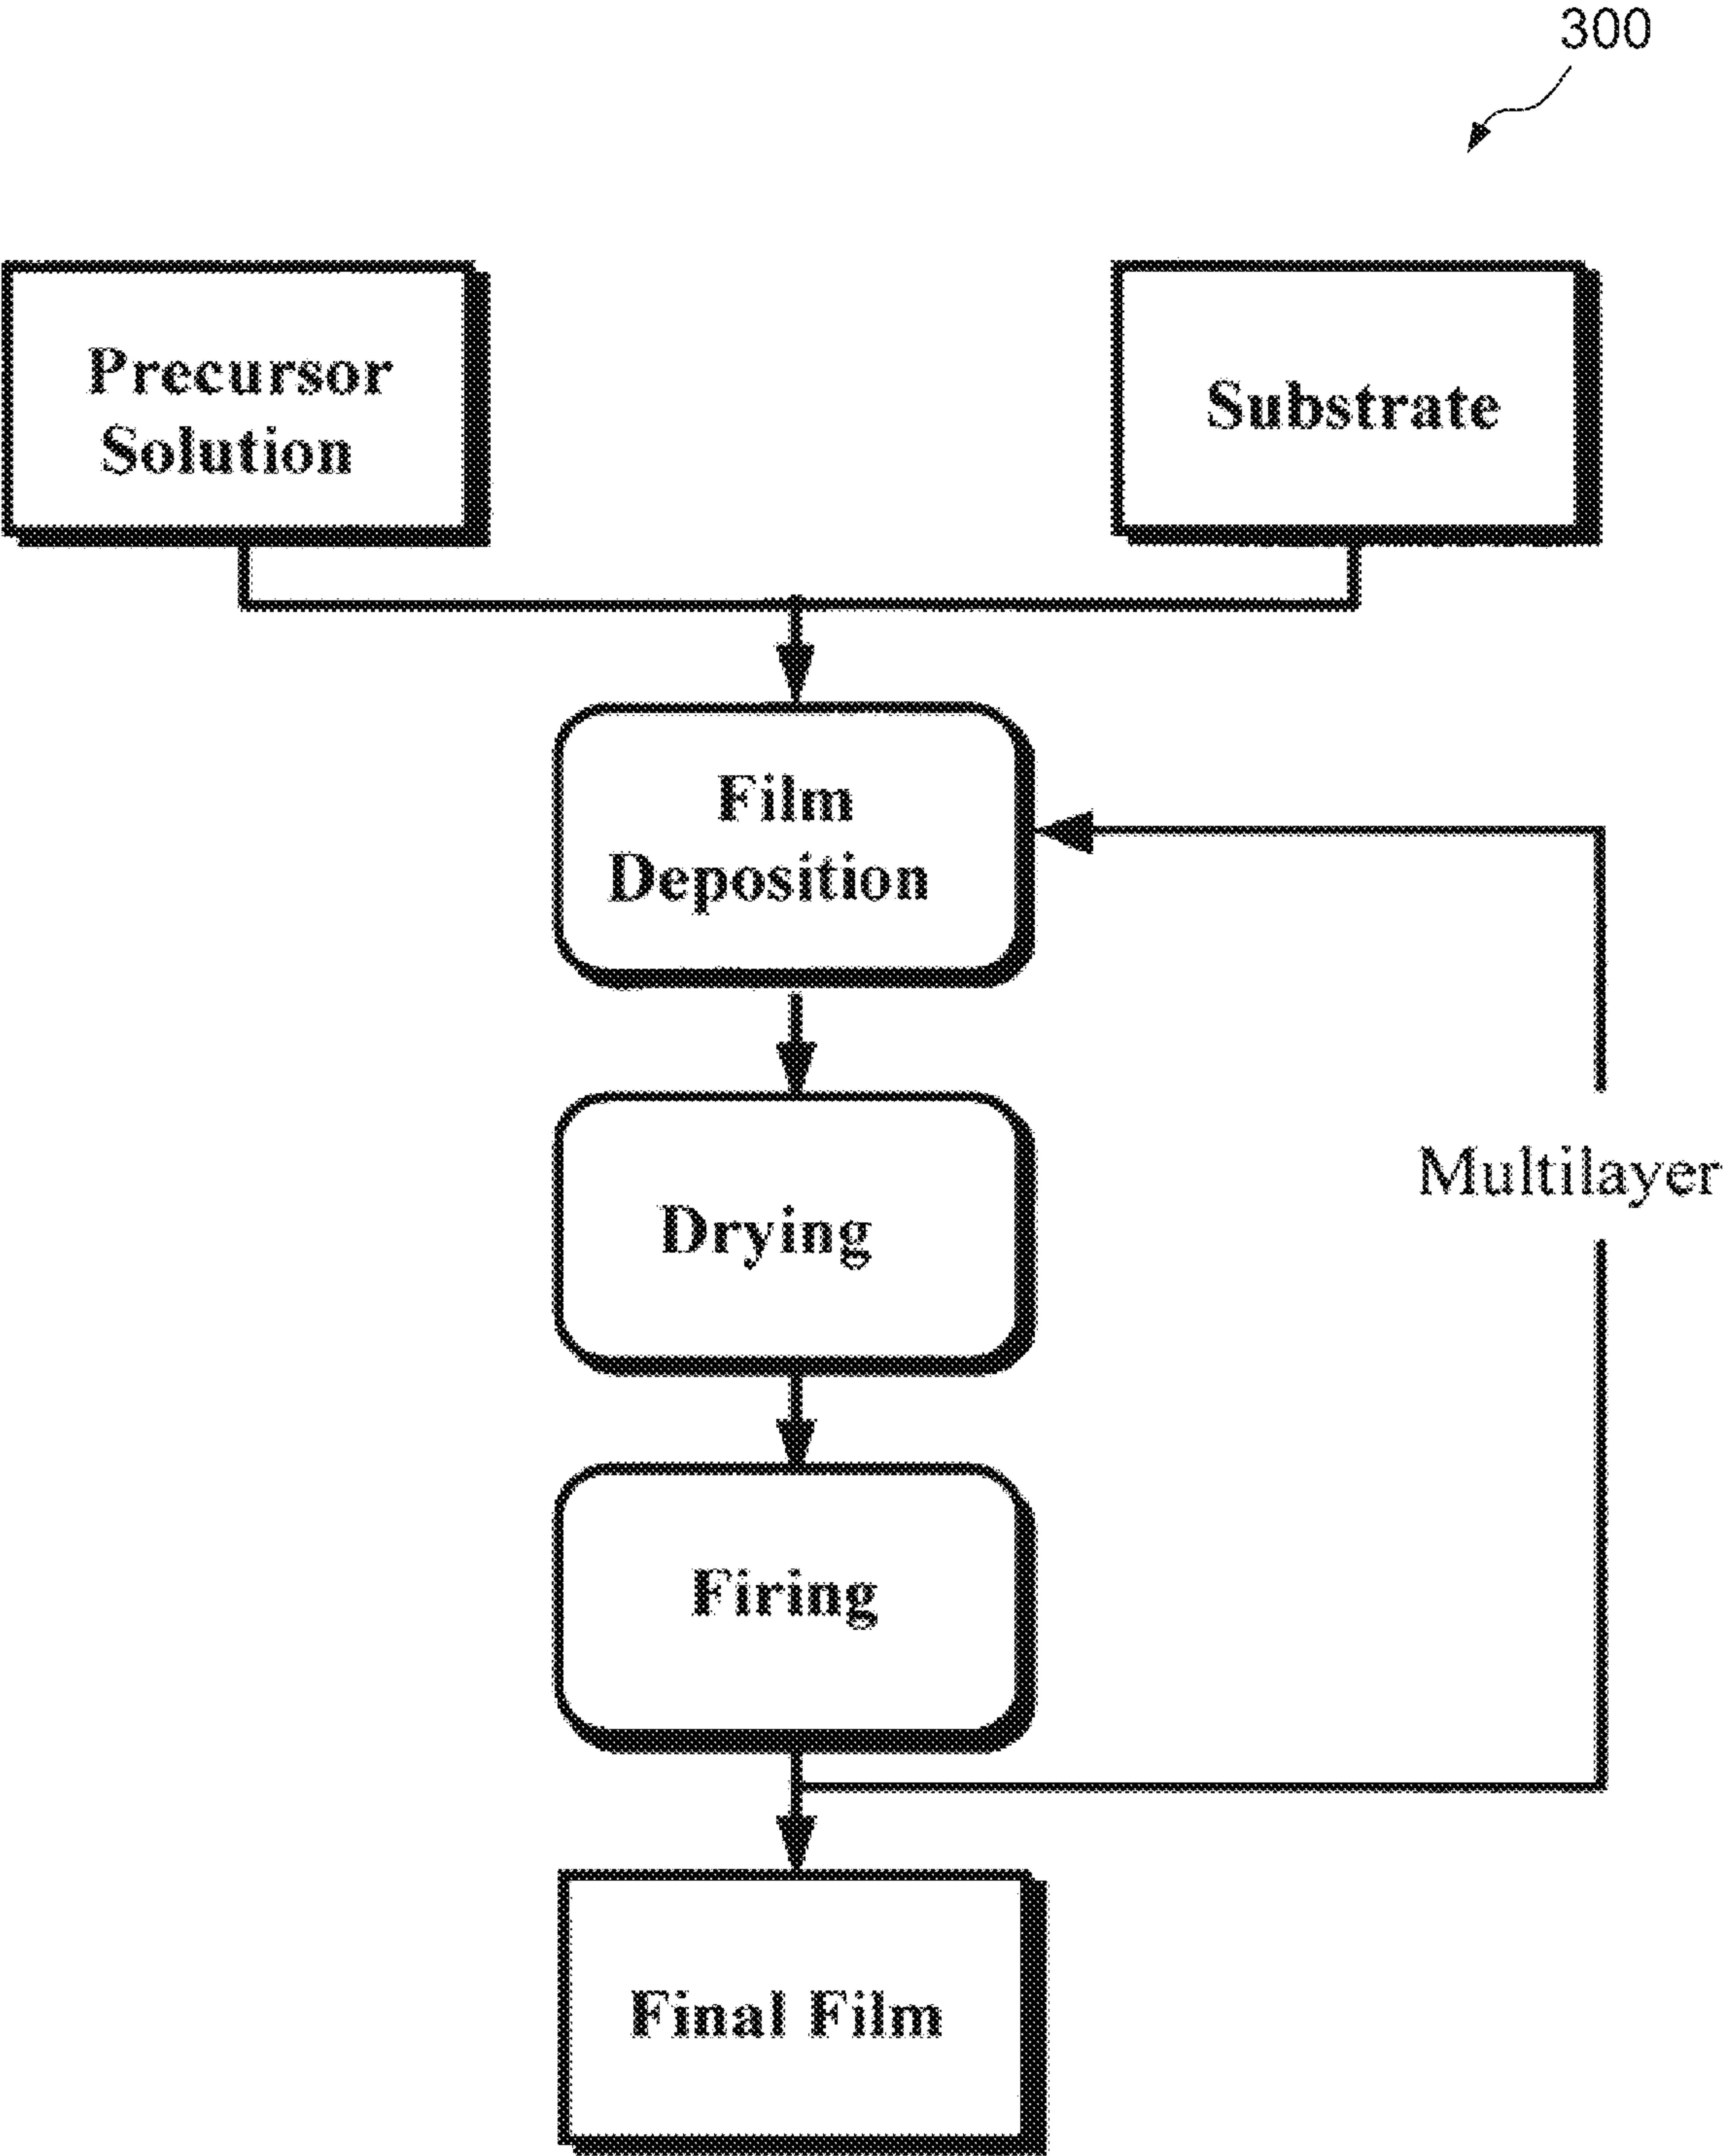 300
Precursor
Solution
Substrate
Film
Deposition
Drying
Multilayer
Firing
Final Film